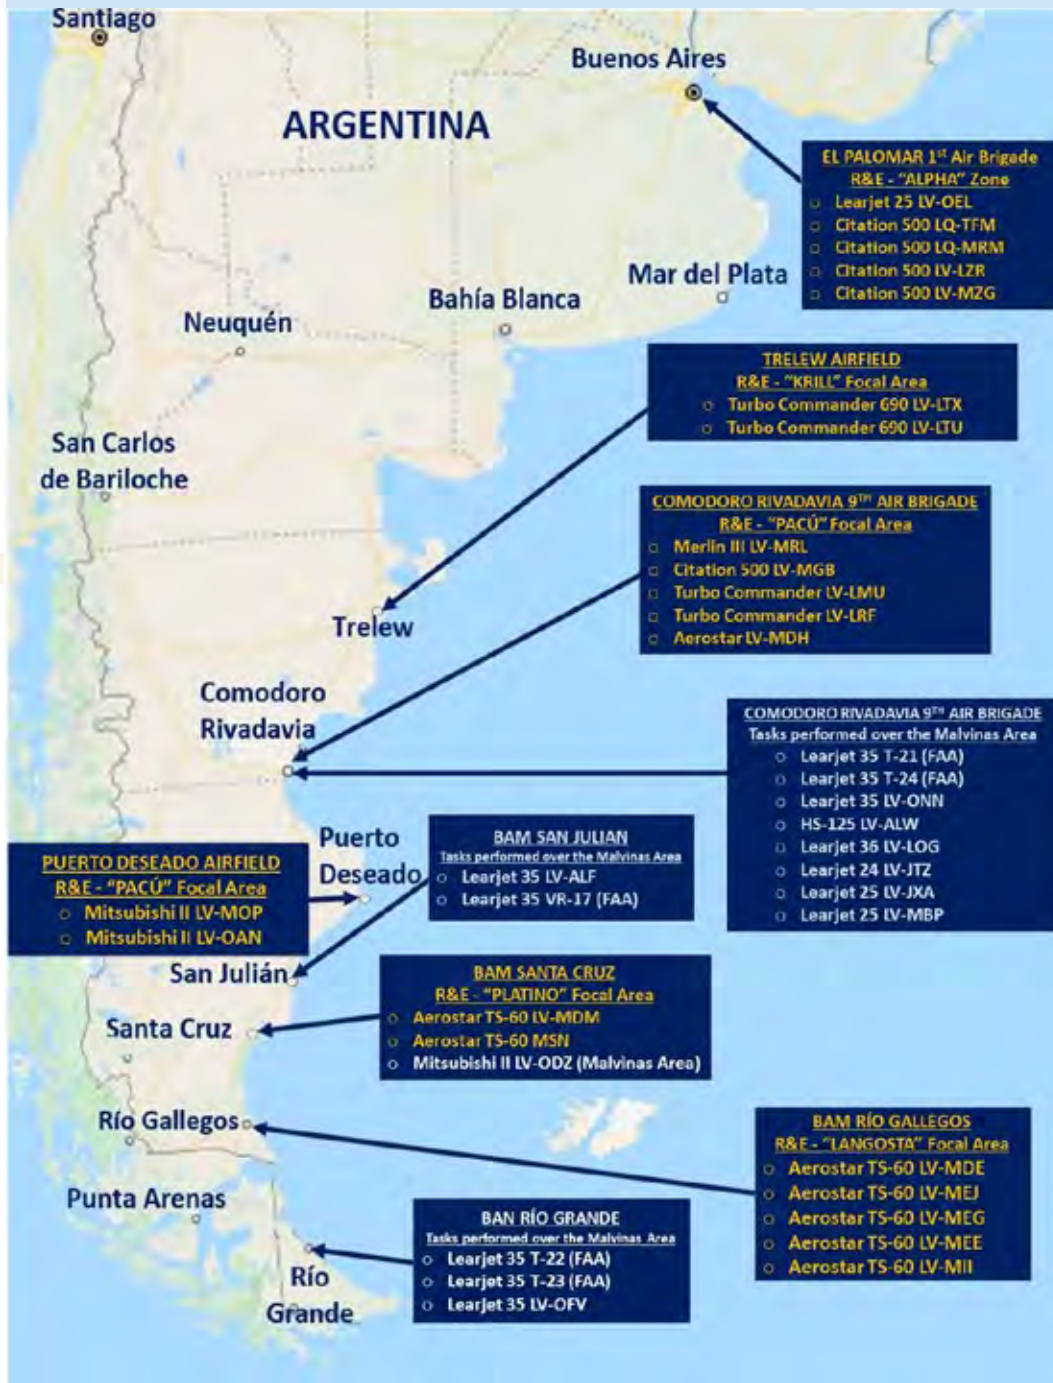 Santiago
Buenos Aires
ARGENTINA
EL PALOMAR 1st Air Brigade
R&E - "ALPHA" Zone
Learjet 25 LV-OEL
Citation 500 LQ-TFM
Citation 500 LQ-MRM
Citation 500 LV-LZR
Citation 500 LV-MZG
Mar del Plata
Bahía Blanca
Neuquén
TRELEW AIRFIELD
R&E - "KRILL" Focal Area
Turbo Commander 690 LV-LTX
Turbo Commander 690 LV-LTU
San Carlos
de Bariloche
COMODORO RIVADAVIA 9TH AIR BRIGADE
R&E - "PACÚ" Focal Area
Merlin III LV-MRL
Citation 500 LV-MGB
Turbo Commander LV-LMU
Turbo Commander LV-LRF
Aerostar LV-MDH
Trelew
Comodoro
Rivadavia
COMODORO RIVADAVIA 9TH AIR BRIGADE
Tasks performed over the Malvinas Area
Learjet 35 T-21 (FAA)
Learjet 35 T-24 (FAA)
Learjet 35 LV-ONN
HS-125 LV-ALW
Learjet 36 LV-LOG
Learjet 24 LV-JTZ
Learjet 25 LV-JXA
Learjet 25 LV-MBP
Puerto
Deseado
BAM SAN JULIAN
Tasks performed over the Malvinas Area
Learjet 35 LV-ALF
Learjet 35 VR-17 (FAA)
PUERTO DESEADO AIRFIELD
R&E - "PACÚ" Focal Area
Mitsubishi II LV-MOP
Mitsubishi II LV-OAN
San Julián
BAM SANTA CRUZ
R&E - "PLATINO" Focal Area
Aerostar TS-60 LV-MDM
Aerostar TS-60 MSN
Mitsubishi II LV-ODZ (Malvinas Area)
Santa Cruz
Río Gallegos
BAM RÍO GALLEGOS
R&E - "LANGOSTA" Focal Area
Aerostar TS-60 LV-MDE
Aerostar TS-60 LV-MEJ
Aerostar TS-60 LV-MEG
Aerostar TS-60 LV-MEE
Aerostar TS-60 LV-MII
Punta Arenas
BAN RÍO GRANDE
Tasks performed over the Malvinas Area
Learjet 35 T-22 (FAA)
Learjet 35 T-23 (FAA)
Learjet 35 LV-OFV
Río
Grande